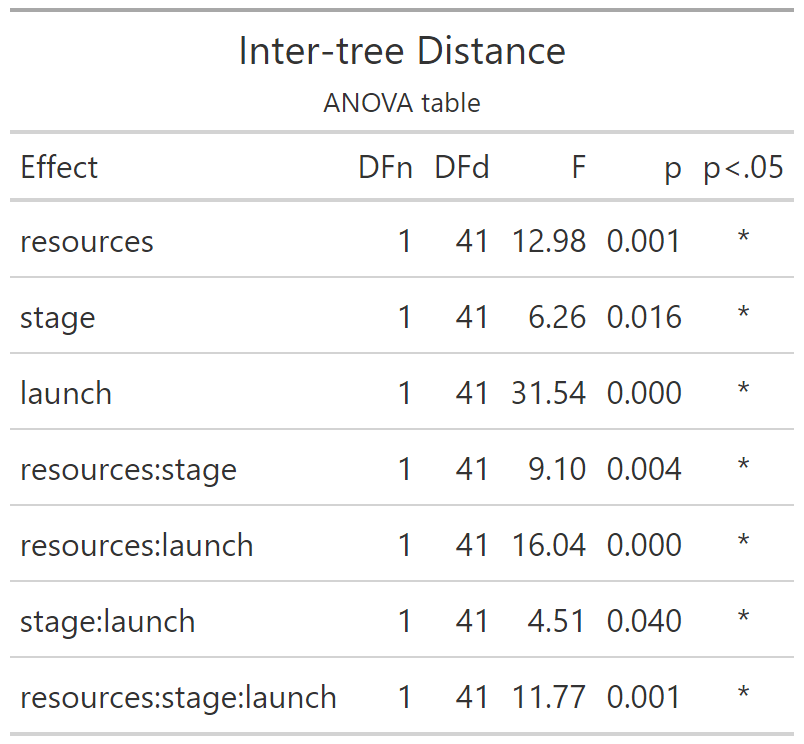 Inter-tree Distance
ANOVA table
Effect DFn DFd F p p<.05
resources 1 41 12.98 0.001 *
stage 1 41 6.26 0.016 *
launch 1 41 31.54 0.000 *
resources:stage 1 41 9.10 0.004 *
resources:launch 1 41 16.04 0.000 *
stage:launch 1 41 4.51 0.040 *
resources:stage:launch 1 41 11.77 0.001 *